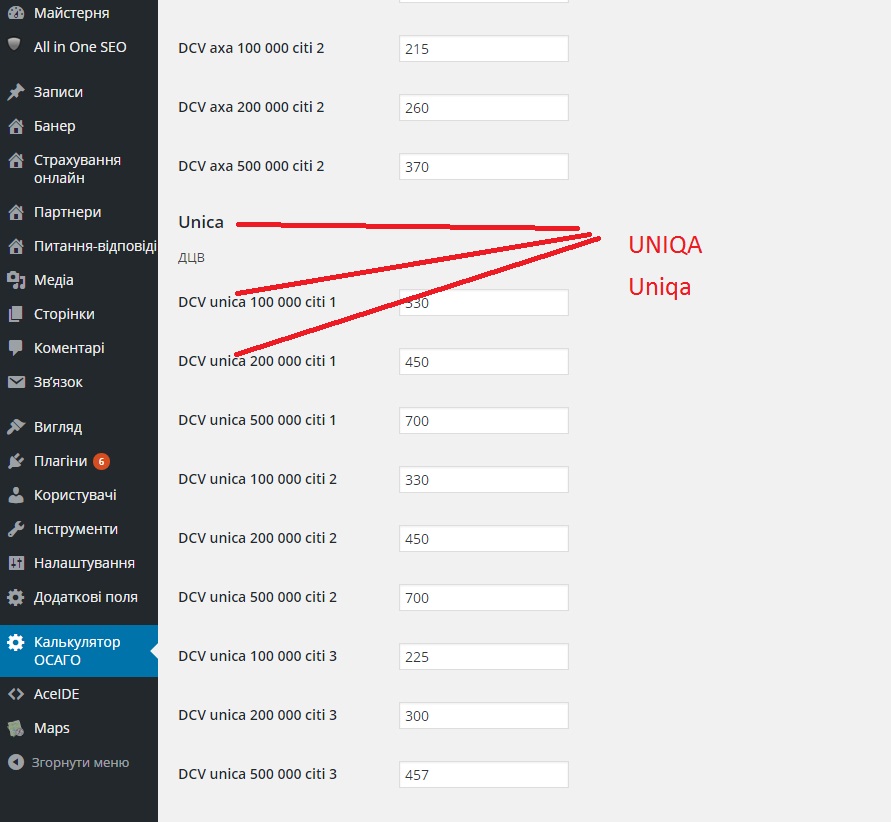 Майстерня
All in One SEO
Записи
Банер
Страхування
онлайн
Партнери
Питання-відповіді
Медіа
Сторінки
Коментарі
Зв'язок
Вигляд
Плагіни 6
Користувачі
Інструменти
Налаштування
Додаткові поля
Калькулятор
ОСАГО
AceIDE
Maps
Згорнути меню
DCV axa 100 000 citi 2 215
DCV axa 200 000 citi 2 260
DCV axa 500 000 citi 2 370
Unica
UNIQA
ДЦВ
Uniqa
DCV unica 100 000 citi 1 330
DCV unica 200 000 citi 1 450
DCV unica 500 000 citi 1 700
DCV unica 100 000 citi 2 330
DCV unica 200 000 citi 2 450
DCV unica 500 000 citi 2 700
DCV unica 100 000 citi 3 225
DCV unica 200 000 citi 3 300
DCV unica 500 000 citi 3 457